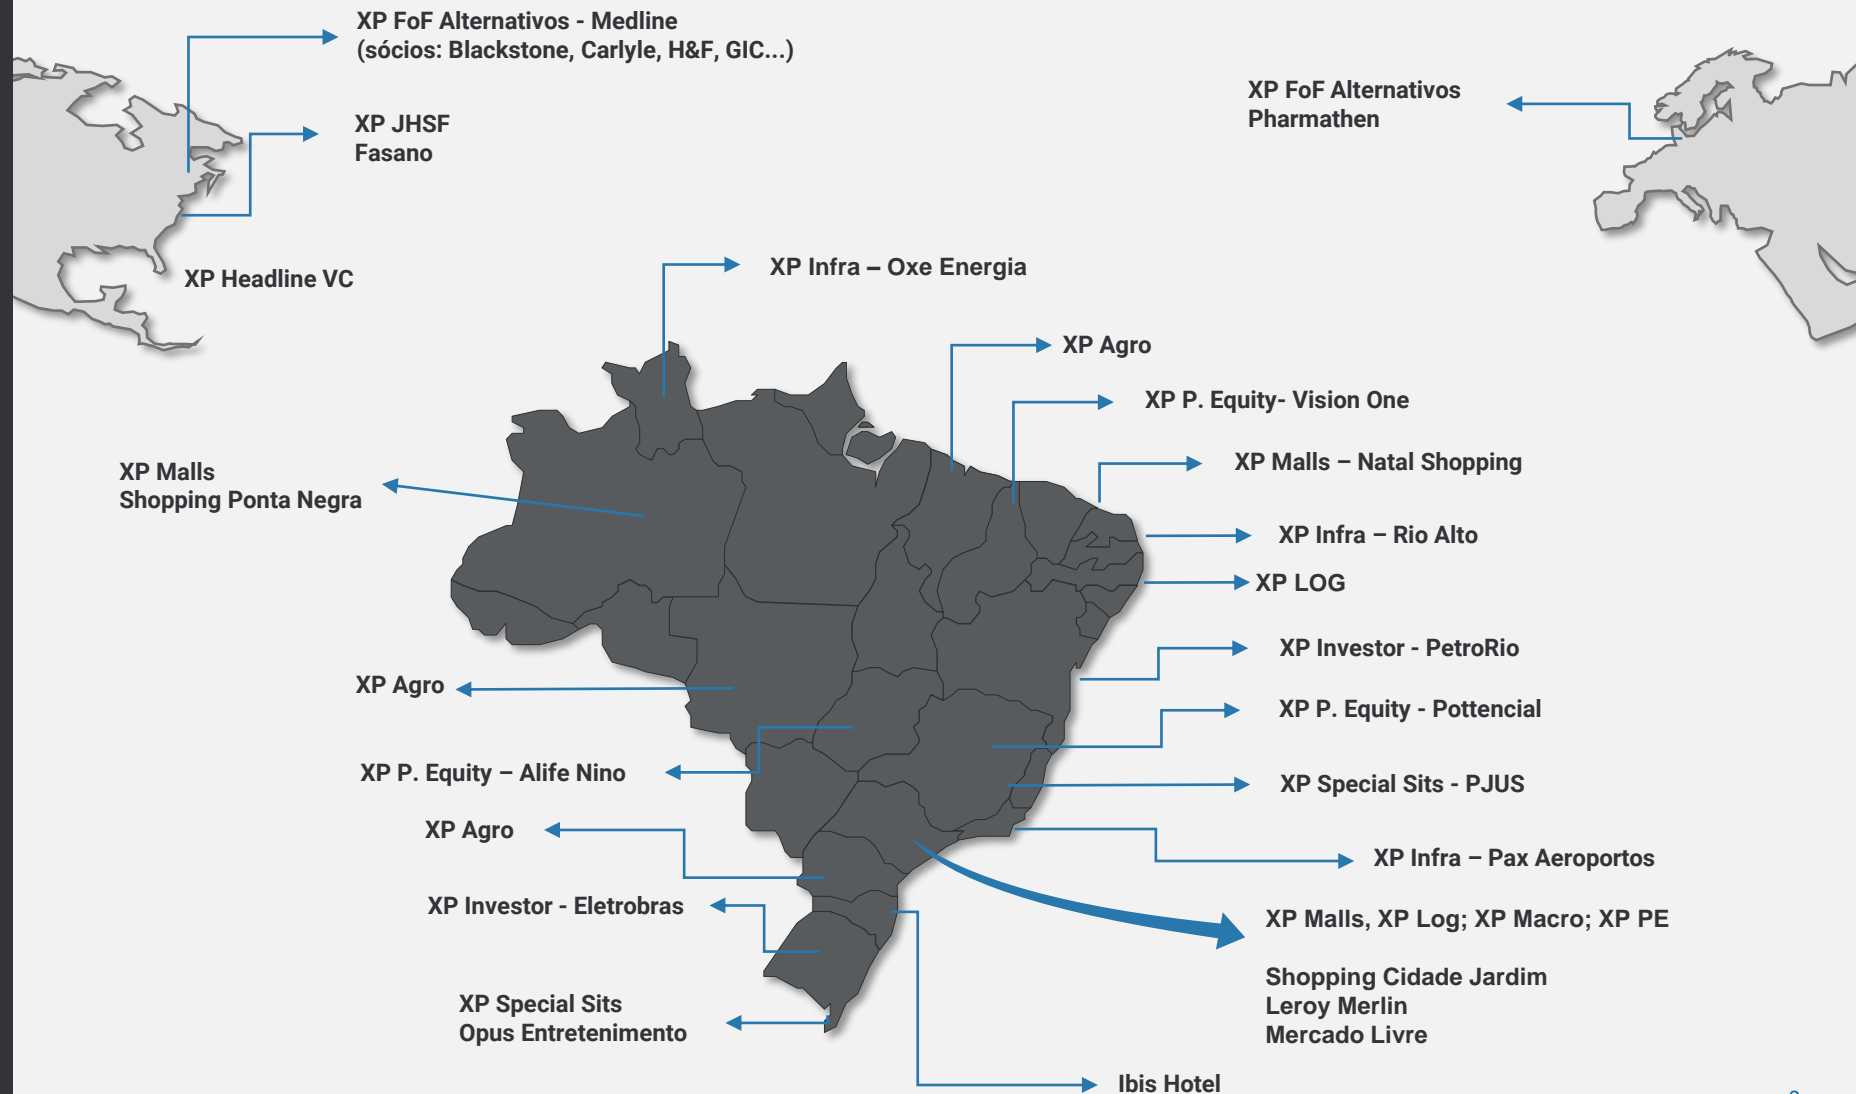 XP FoF Alternativos - Medline
(sócios: Blackstone, Carlyle, H&F, GIC...)
XP FoF Alternativos
Pharmathen
XP JHSF
Fasano
XP Headline VC
XP Infra – Oxe Energia
XP Agro
XP P. Equity- Vision One
XP Malls
Shopping Ponta Negra
XP Malls – Natal Shopping
XP Infra – Rio Alto
XP LOG
XP Investor - PetroRio
XP Agro
XP P. Equity - Pottencial
XP P. Equity – Alife Nino
XP Special Sits - PJUS
XP Agro
XP Infra – Pax Aeroportos
XP Investor - Eletrobras
XP Malls, XP Log; XP Macro; XP PE
Shopping Cidade Jardim
Leroy Merlin
Mercado Livre
XP Special Sits
Opus Entretenimento
Ibis Hotel